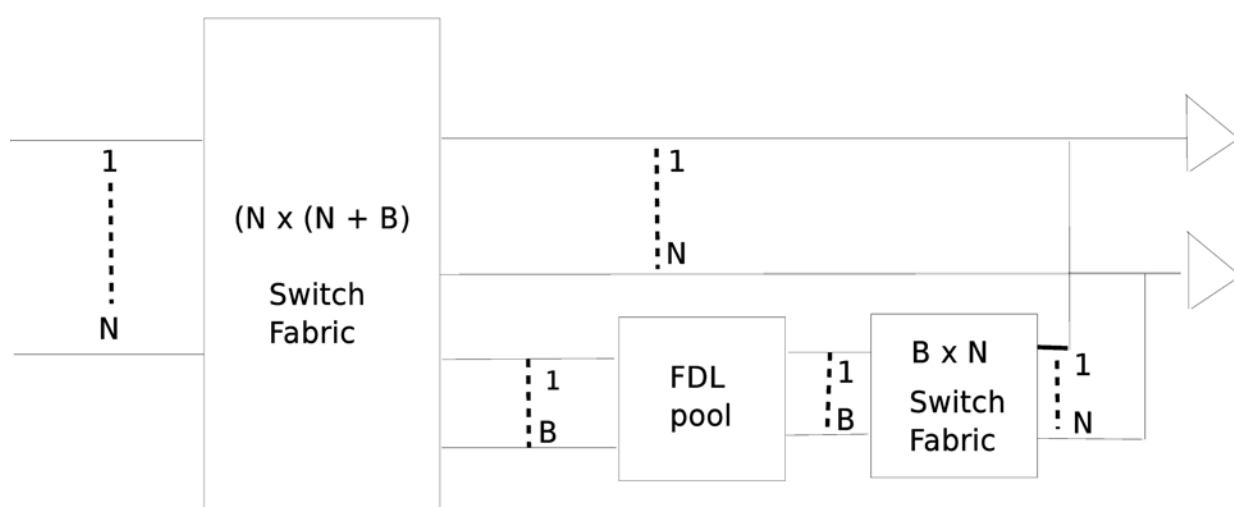 1
N
(N x (N + B)
Switch
Fabric
1
N
1
B
FDL
pool
1
B
B x N
Switch
Fabric
1
N